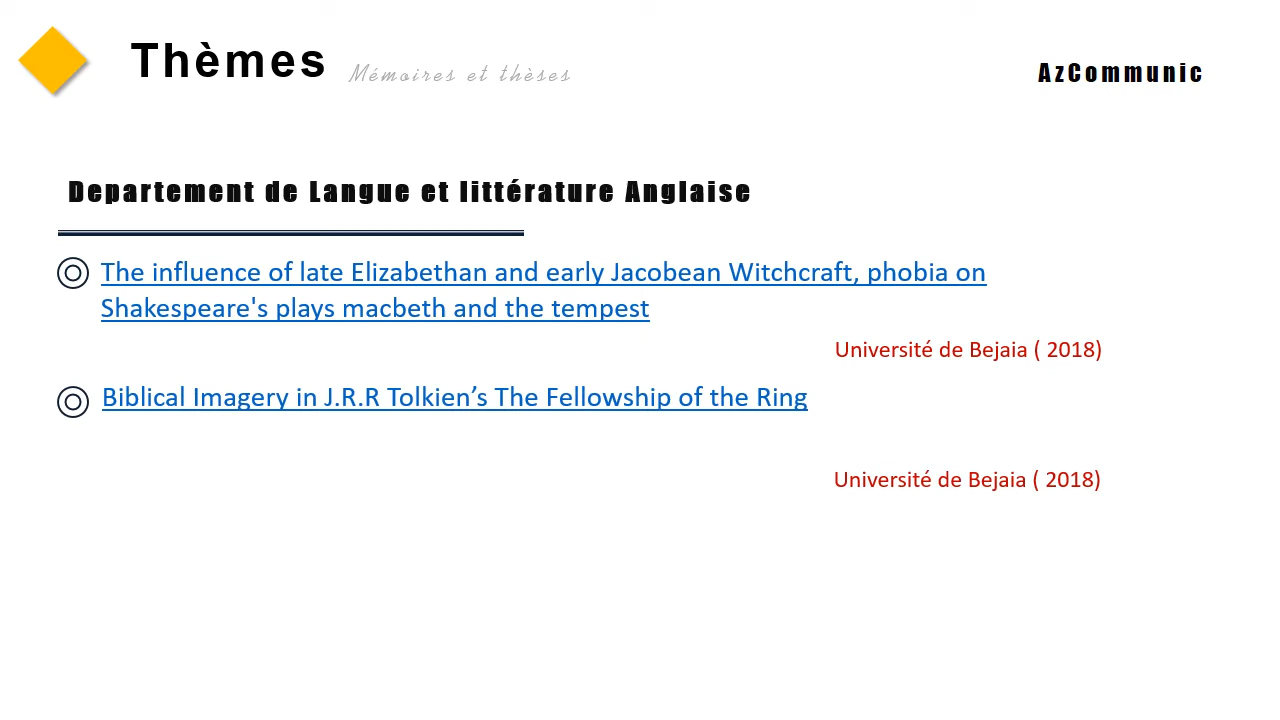 Thèmes Mémoires et thèses
AzCommunic
Departement de Langue et littérature Anglaise
The influence of late Elizabethan and early Jacobean Witchcraft, phobia on
Shakespeare's plays macbeth and the tempest
Université de Bejaia ( 2018)
Biblical Imagery in J.R.R Tolkien’s The Fellowship of the Ring
Université de Bejaia ( 2018)